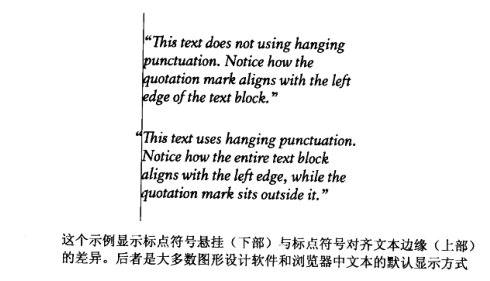 “This text does not using hanging
punctuation. Notice how the
quotation mark aligns with the left
edge of the text block.”
“This text uses hanging punctuation.
Notice how the entire text block
aligns with the left edge, while the
quotation mark sits outside it.”
这个示例显示标点符号悬挂（下部）与标点符号对齐文本边缘（上部）
的差异。后者是大多数图形设计软件和浏览器中文本的默认显示方式